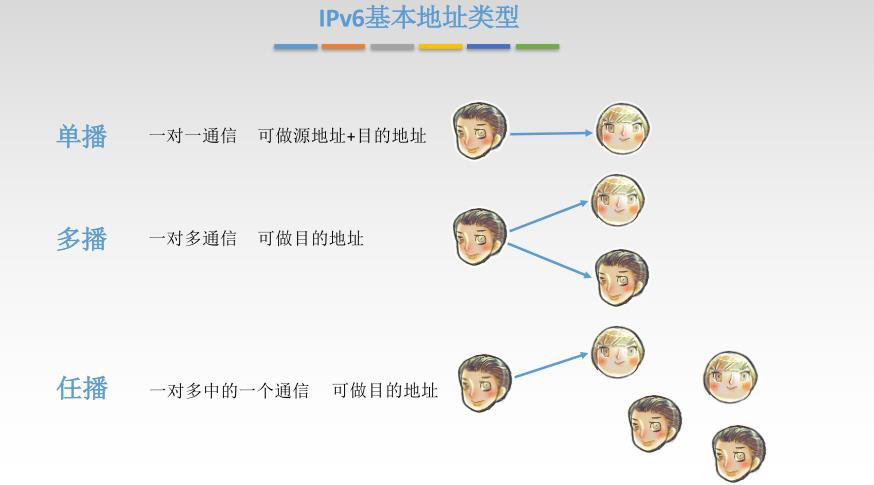 IPv6基本地址类型
单播 一对一通信 可做源地址+目的地址
多播 一对多通信 可做目的地址
任播 一对多中的一个通信 可做目的地址